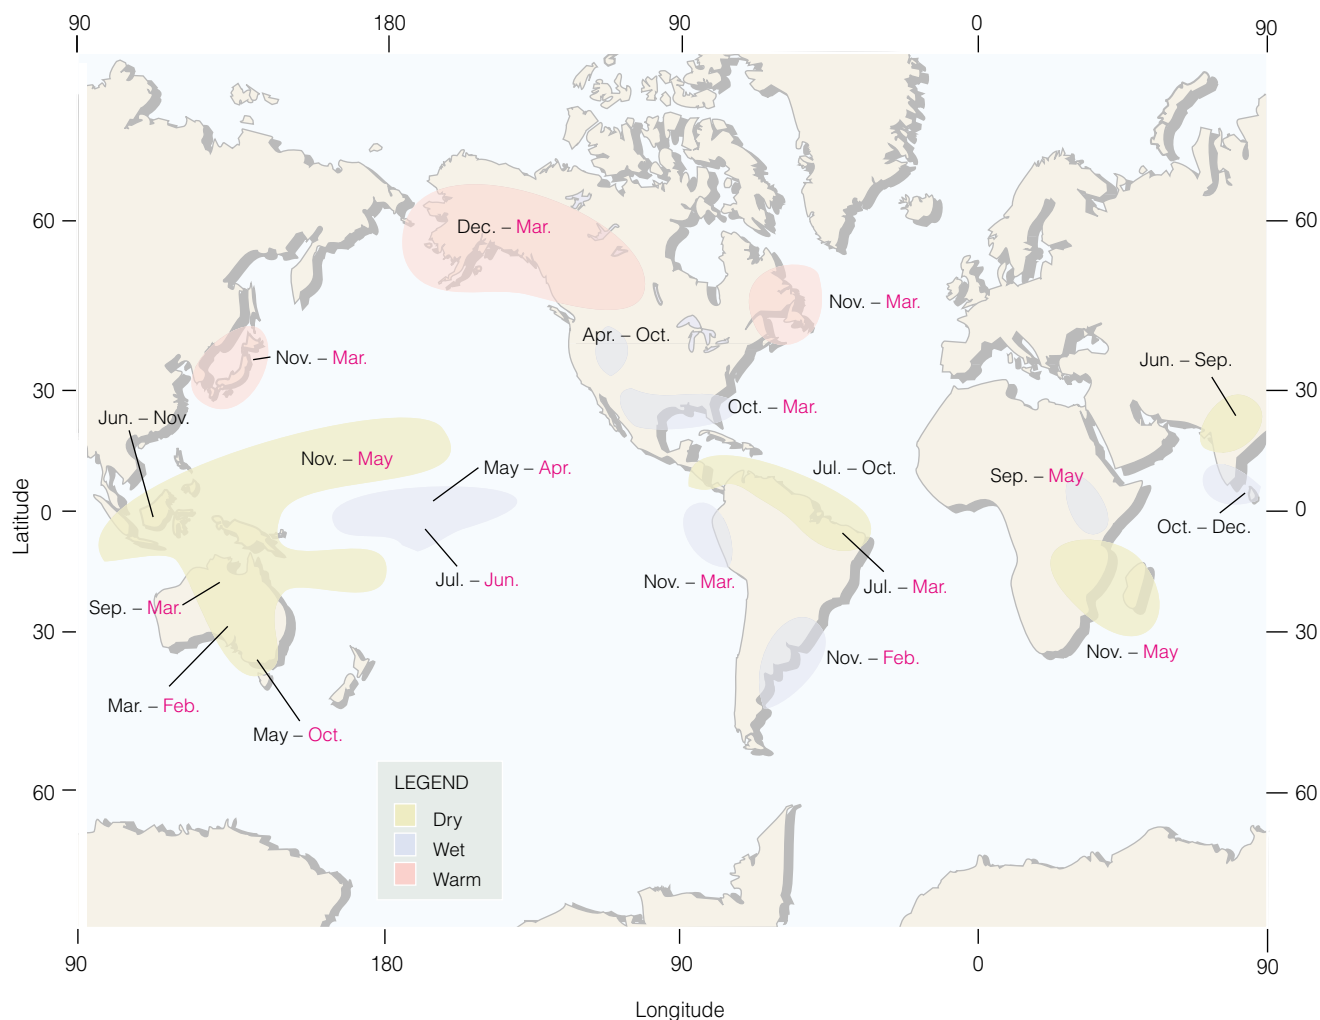 90 180 90 0 90
60 60
Dec. – Mar.
Nov. – Mar.
Apr. – Oct.
Nov. – Mar.
Jun. – Sep.
30 30
Oct. – Mar.
Jun. – Nov.
Nov. – May
May – Apr.
Jul. – Oct.
Sep. – May
Latitude
0 0
Oct. – Dec.
Jul. – Jun.
Nov. – Mar.
Jul. – Mar.
Sep. – Mar.
30 30
Nov. – May
Nov. – Feb.
Mar. – Feb.
May – Oct.
LEGEND
60 60
Dry
Wet
Warm
90 180 90 0 90
Longitude